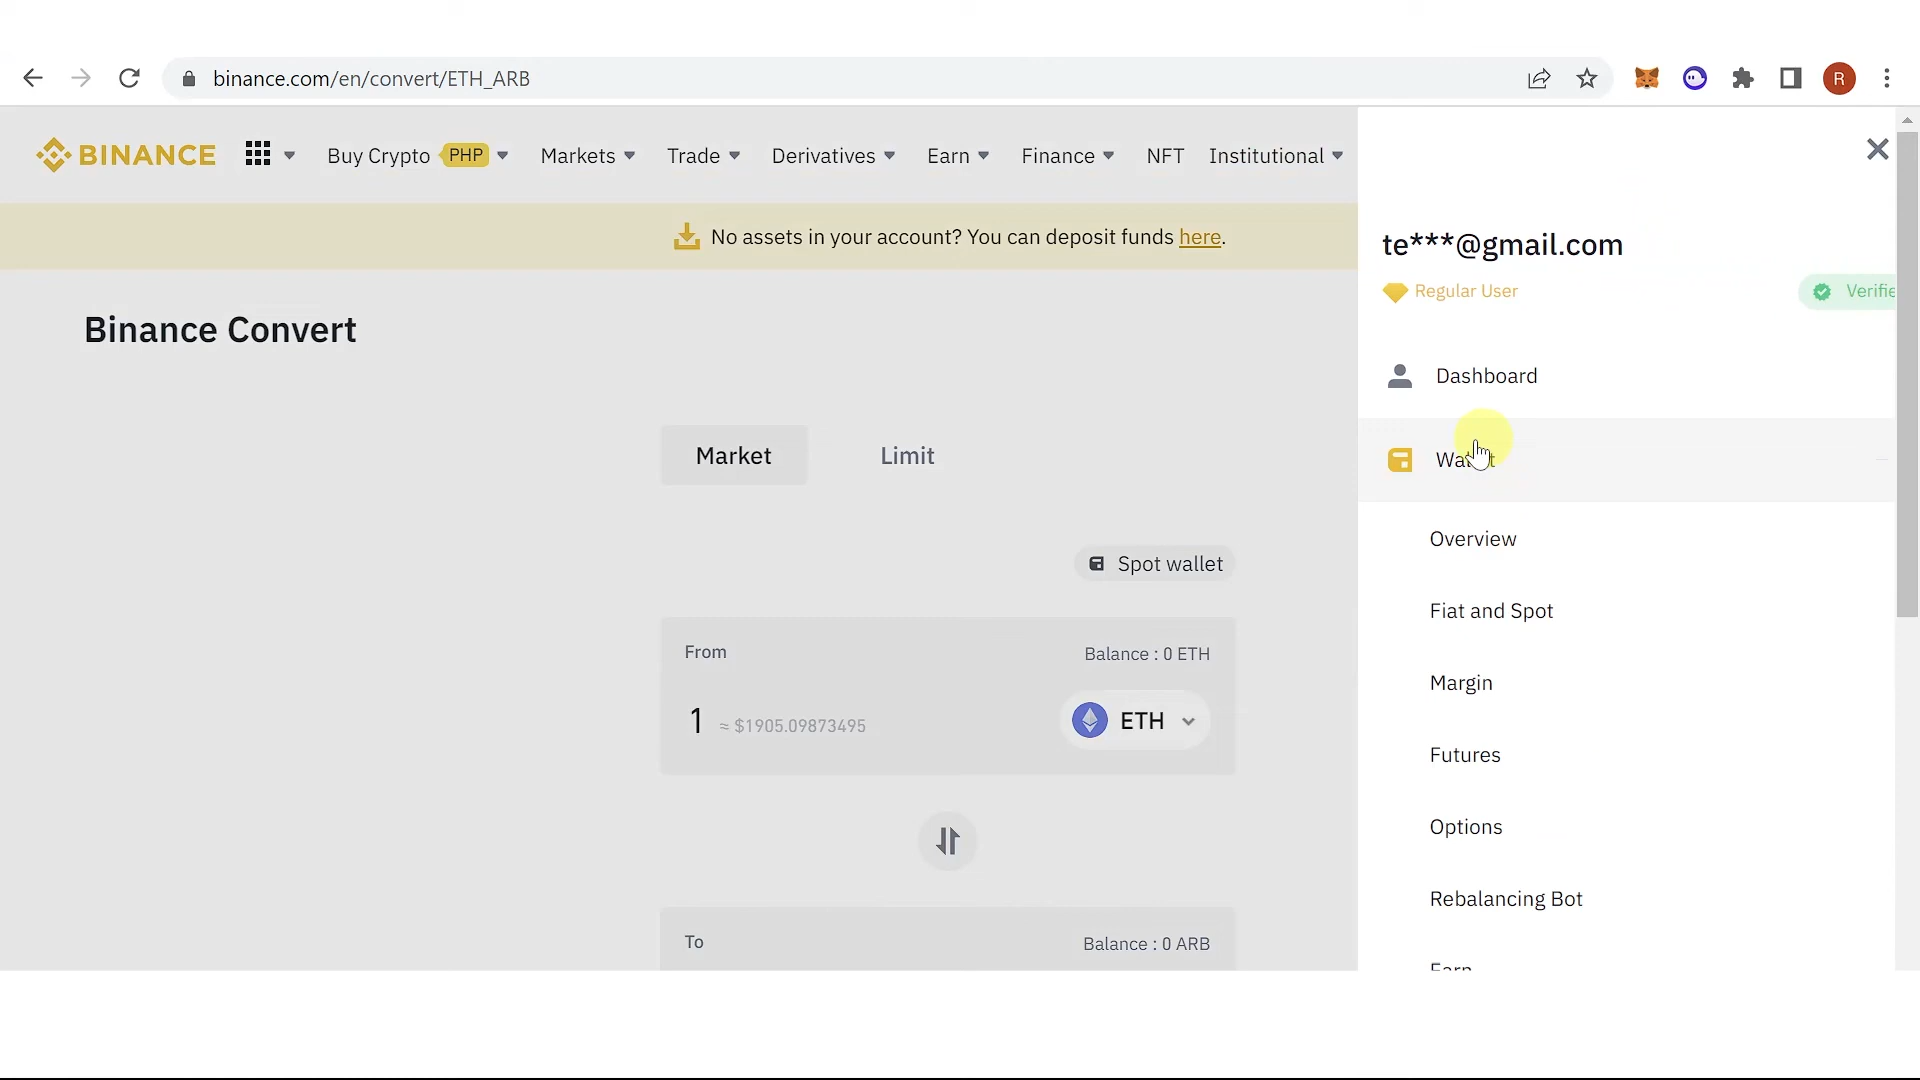 binance.com/en/convert/ETH_ARB
R
BINANCE
Buy Crypto PHP
Markets
Trade
Derivatives
Earn
Finance
NFT
Institutional
No assets in your account? You can deposit funds here.
Binance Convert
Market
Limit
Spot wallet
From
Balance : 0 ETH
1 ≈ $1905.09873495
ETH
To
Balance : 0 ARB
te***@gmail.com
Regular User
Verifie
Dashboard
Wallet
Overview
Fiat and Spot
Margin
Futures
Options
Rebalancing Bot
Earn